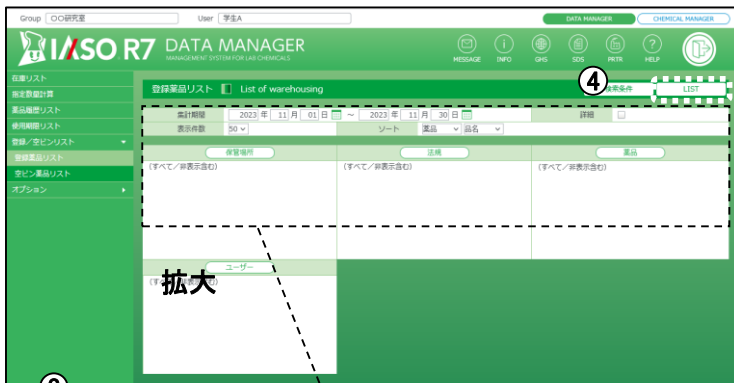 Group 〇〇研究室 User 学生A DATA MANAGER CHEMICAL MANAGER
IASO R7 DATA MANAGER
MANAGEMENT SYSTEM FOR LAB CHEMICALS
MESSAGE INFO GHS SDS PRTR HELP
在庫リスト
指定数量計算
薬品履歴リスト
使用期限リスト
登録/空ビンリスト
登録薬品リスト
空ビン薬品リスト
オプション
登録薬品リスト List of warehousing
④ 検索条件 LIST
集計期間 2023 年 11 月 01 日 ~ 2023 年 11 月 30 日 詳細
表示件数 50 ソート 薬品 品名
保管場所 法規 薬品
(すべて/非表示含む) (すべて/非表示含む) (すべて/非表示含む)
ユーザー
拡大